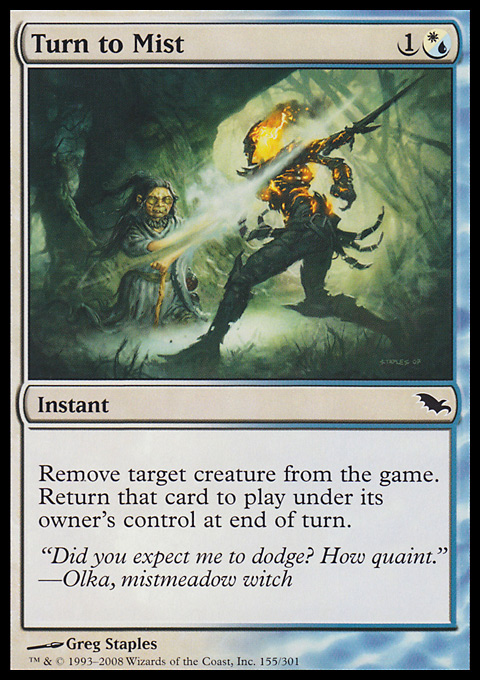 Turn to Mist
1
STAPLES 07
Instant
Remove target creature from the game.
Return that card to play under its
owner's control at end of turn.
"Did you expect me to dodge? How quaint."
—Olka, mistmeadow witch
Greg Staples
™ & © 1993–2008 Wizards of the Coast, Inc. 155/301